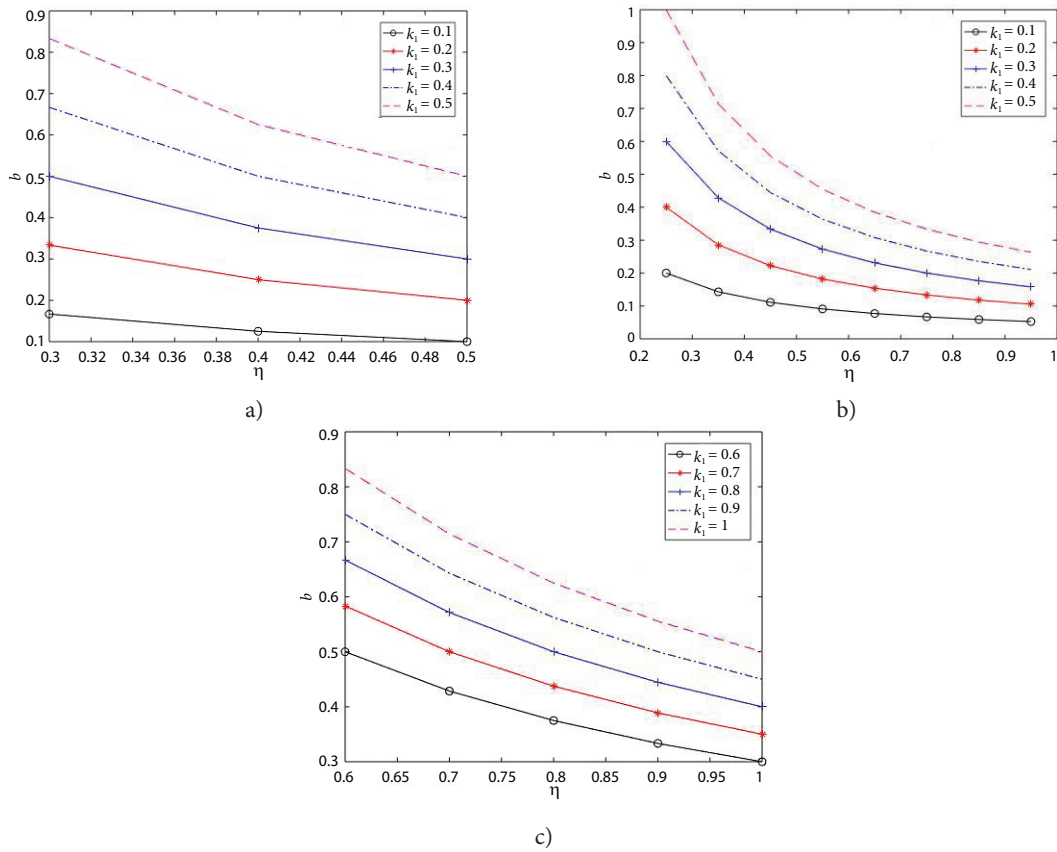 0.9
0.8
0.7
0.6
b
0.5
0.4
0.3
0.2
0.1
0.3 0.32 0.34 0.36 0.38 0.4 0.42 0.44 0.46 0.48 0.5
η
k₁ = 0.1
k₁ = 0.2
k₁ = 0.3
k₁ = 0.4
k₁ = 0.5
a)
1
0.9
0.8
0.7
0.6
b
0.5
0.4
0.3
0.2
0.1
0
0.2 0.3 0.4 0.5 0.6 0.7 0.8 0.9 1
η
k₁ = 0.1
k₁ = 0.2
k₁ = 0.3
k₁ = 0.4
k₁ = 0.5
b)
0.9
0.8
0.7
b
0.6
0.5
0.4
0.3
0.6 0.65 0.7 0.75 0.8 0.85 0.9 0.95 1
η
k₁ = 0.6
k₁ = 0.7
k₁ = 0.8
k₁ = 0.9
k₁ = 1
c)